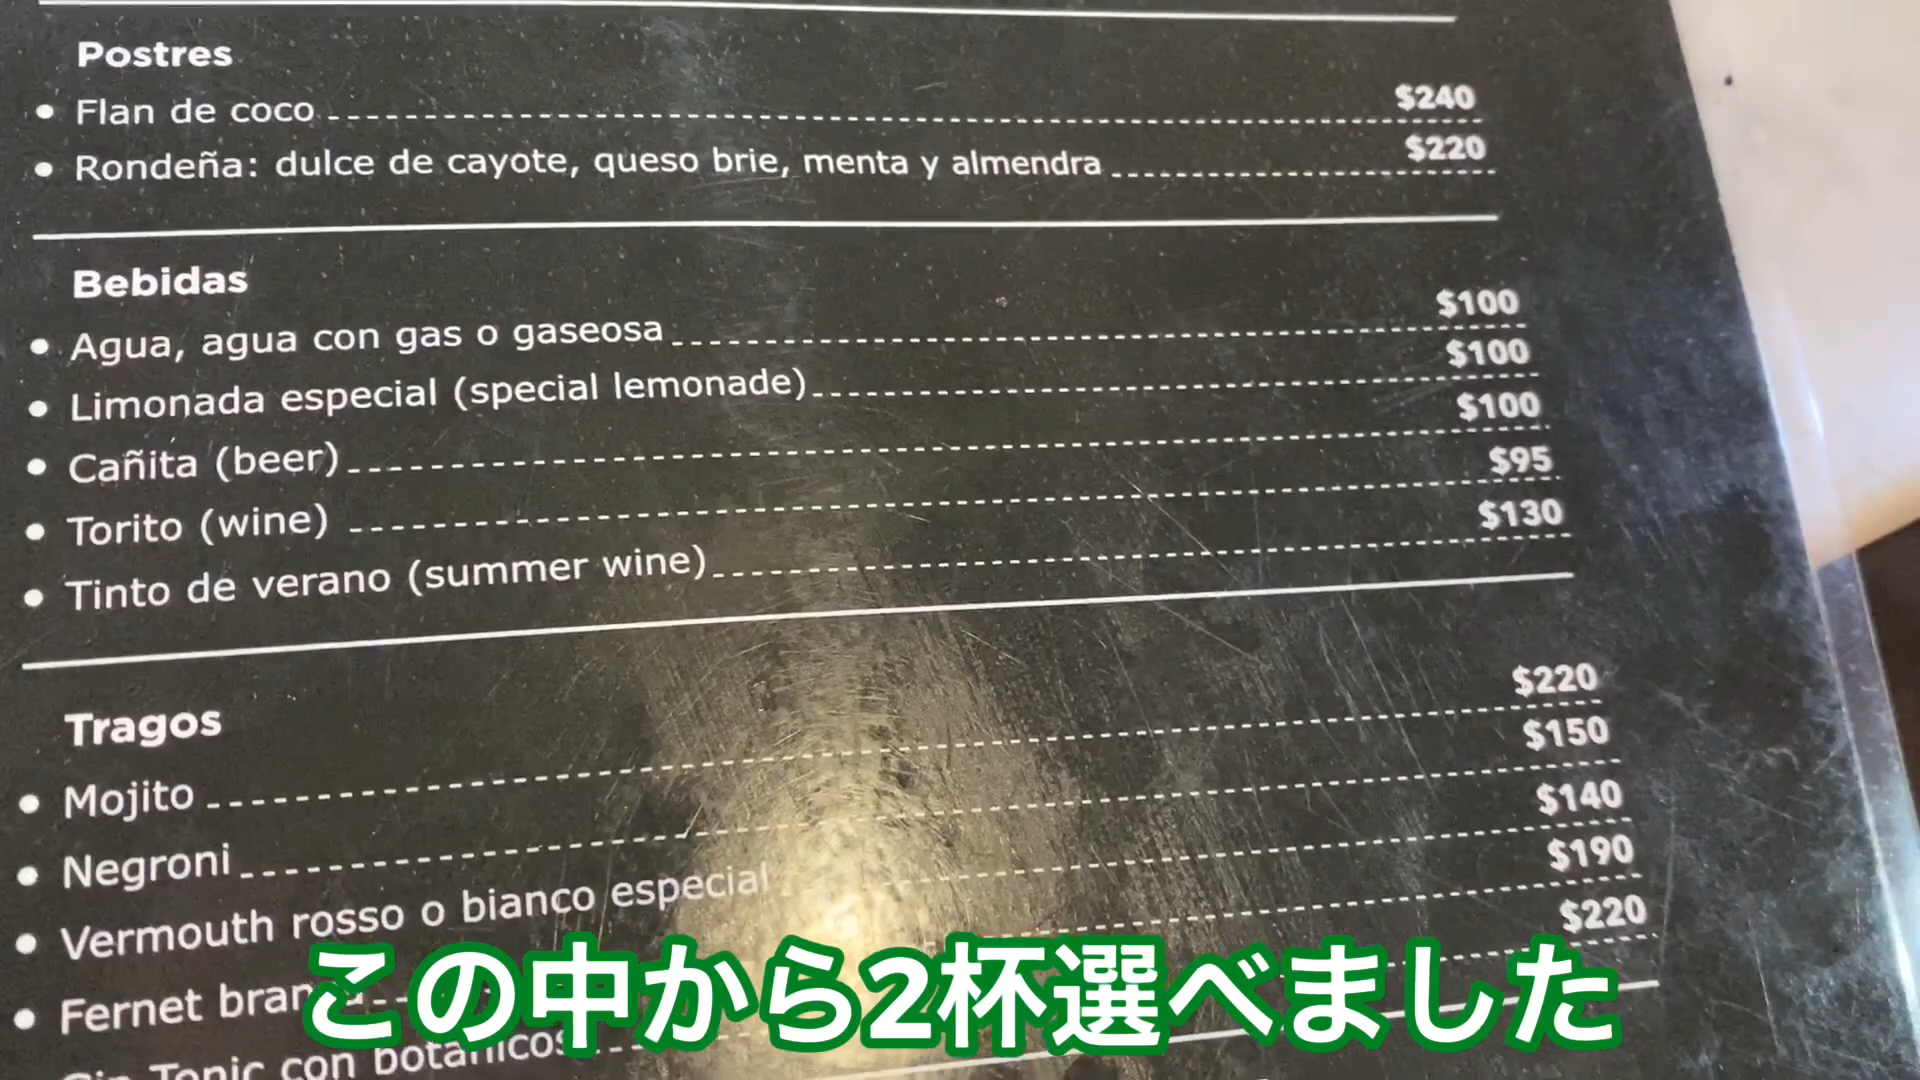 Postres
• Flan de coco $240
• Rondeña: dulce de cayote, queso brie, menta y almendra $220
Bebidas
• Agua, agua con gas o gaseosa $100
• Limonada especial (special lemonade) $100
• Cañita (beer) $100
• Torito (wine) $95
• Tinto de verano (summer wine) $130
Tragos
• Mojito $220
• Negroni $150
• Vermouth rosso o bianco especial $140
• Fernet $190
Tonic con botánicos $220
この中から2杯選べました